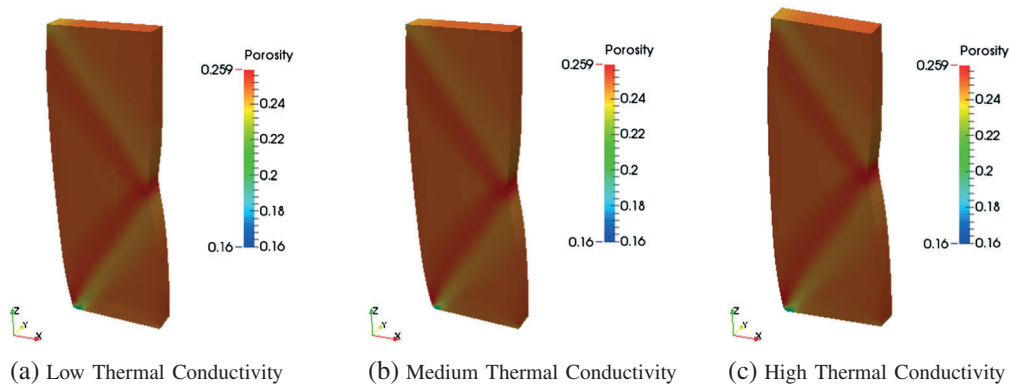 Porosity
0.259
0.24
0.22
0.2
0.18
0.16 0.16
Z
Y
X
(a) Low Thermal Conductivity
Porosity
0.259
0.24
0.22
0.2
0.18
0.16 0.16
Z
Y
X
(b) Medium Thermal Conductivity
Porosity
0.259
0.24
0.22
0.2
0.18
0.16 0.16
Z
Y
X
(c) High Thermal Conductivity